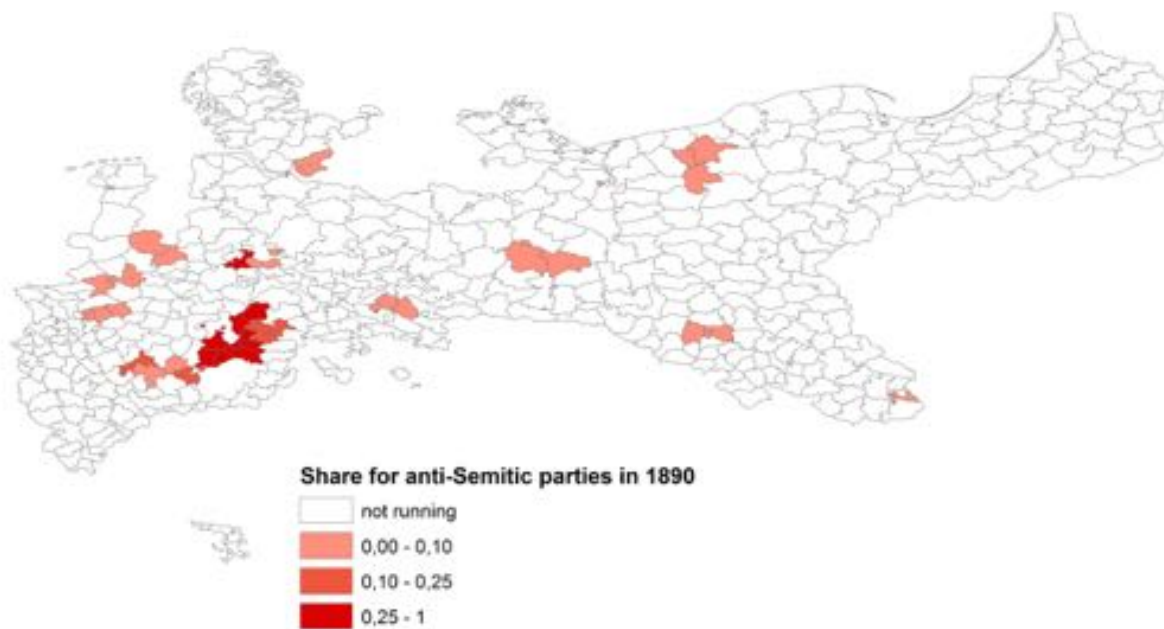 Share for anti-Semitic parties in 1890
not running
0,00 - 0,10
0,10 - 0,25
0,25 - 1